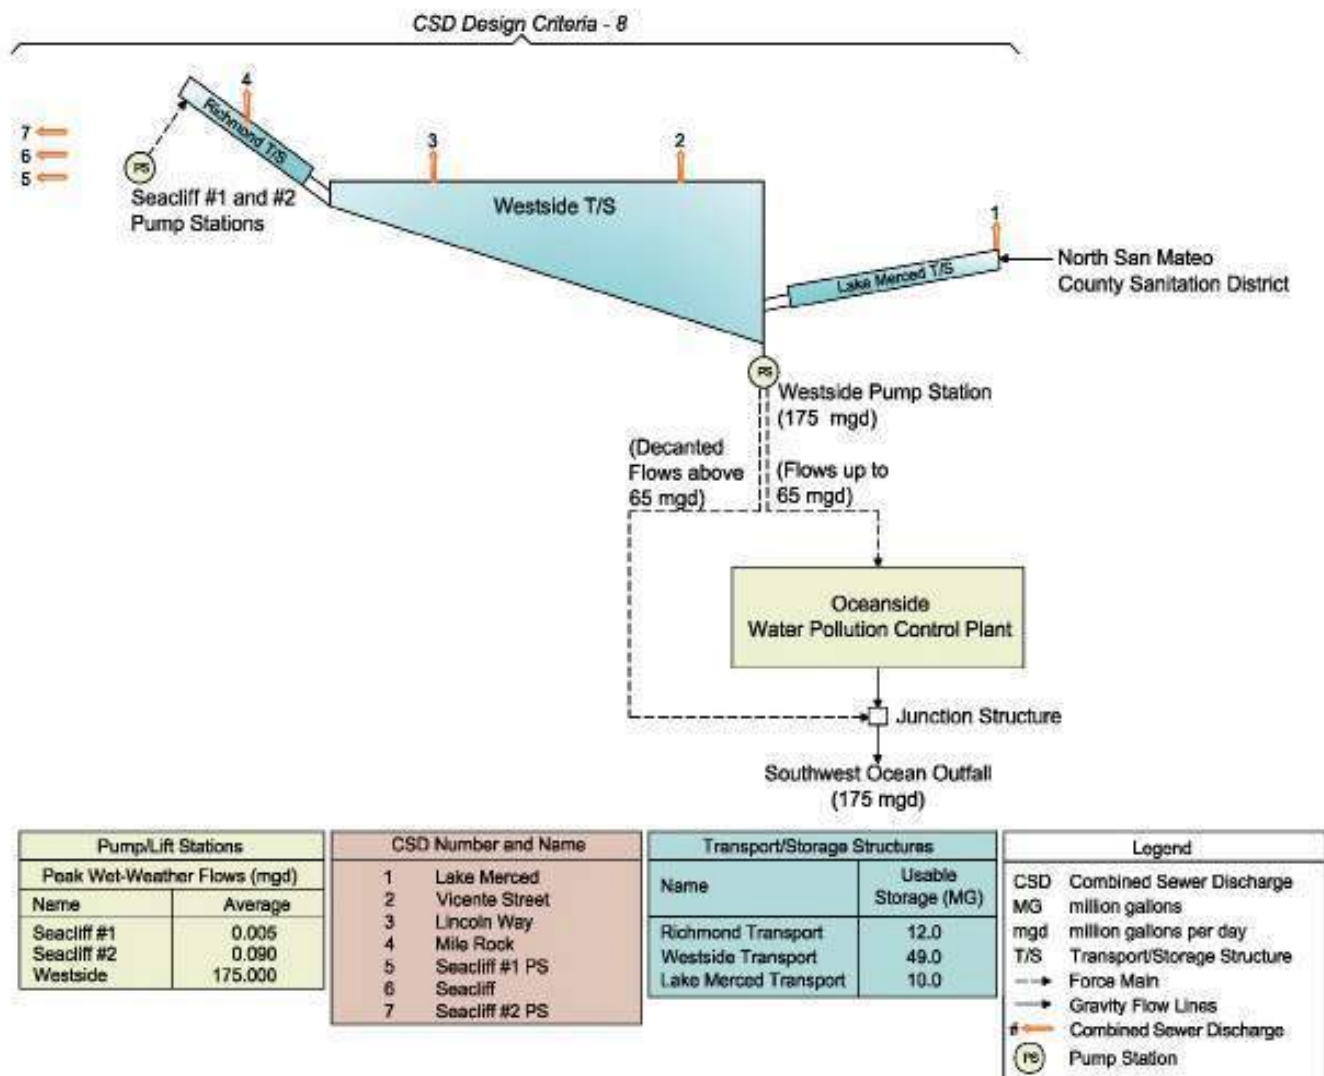 CSD Design Criteria - 8
4
Richmond T/S
7
6
5
PS
Seacliff #1 and #2
Pump Stations
3
2
Westside T/S
1
Lake Merced T/S
North San Mateo
County Sanitation District
PS
Westside Pump Station
(175 mgd)
(Decanted
Flows above
65 mgd)
(Flows up to
65 mgd)
Oceanside
Water Pollution Control Plant
Junction Structure
Southwest Ocean Outfall
(175 mgd)
Pump/Lift Stations
Peak Wet-Weather Flows (mgd)
Name Average
Seacliff #1 0.005
Seacliff #2 0.090
Westside 175.000
CSD Number and Name
1 Lake Merced
2 Vicente Street
3 Lincoln Way
4 Mile Rock
5 Seacliff #1 PS
6 Seacliff
7 Seacliff #2 PS
Transport/Storage Structures
Name Usable
Storage (MG)
Richmond Transport 12.0
Westside Transport 49.0
Lake Merced Transport 10.0
Legend
CSD Combined Sewer Discharge
MG million gallons
mgd million gallons per day
T/S Transport/Storage Structure
Force Main
Gravity Flow Lines
# Combined Sewer Discharge
PS Pump Station